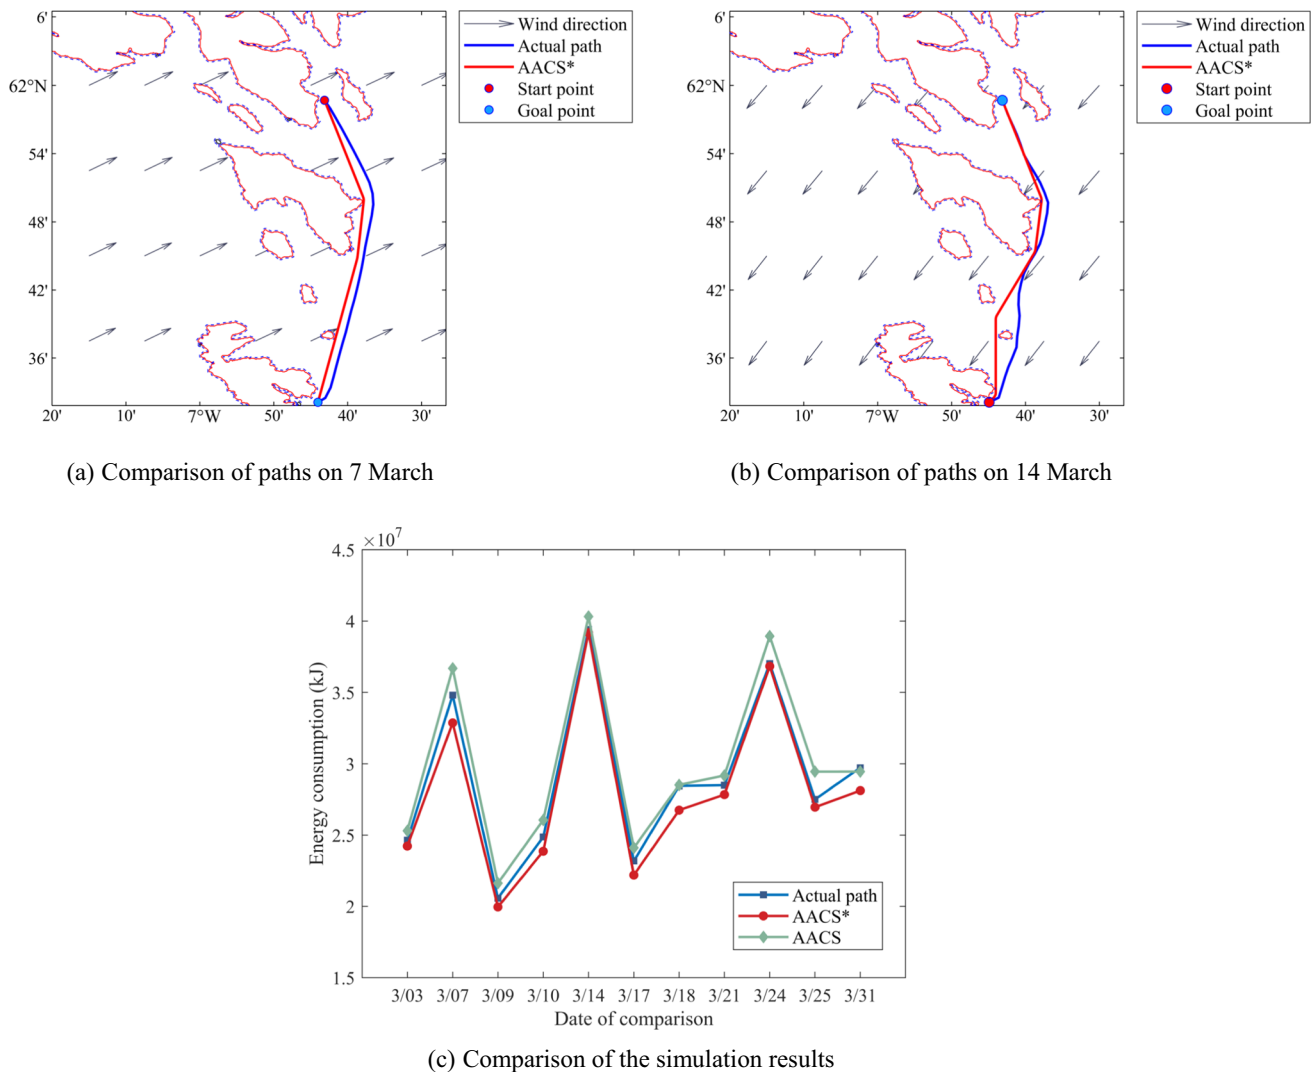 6'
62°N
54'
48'
42'
36'
20'
10'
7°W
50'
40'
30'
Wind direction
Actual path
AACS*
Start point
Goal point
(a) Comparison of paths on 7 March
6'
62°N
54'
48'
42'
36'
20'
10'
7°W
50'
40'
30'
Wind direction
Actual path
AACS*
Start point
Goal point
(b) Comparison of paths on 14 March
×10⁷
4.5
4
3.5
3
2.5
2
1.5
Energy consumption (kJ)
3/03 3/07 3/09 3/10 3/14 3/17 3/18 3/21 3/24 3/25 3/31
Date of comparison
Actual path
AACS*
AACS
(c) Comparison of the simulation results